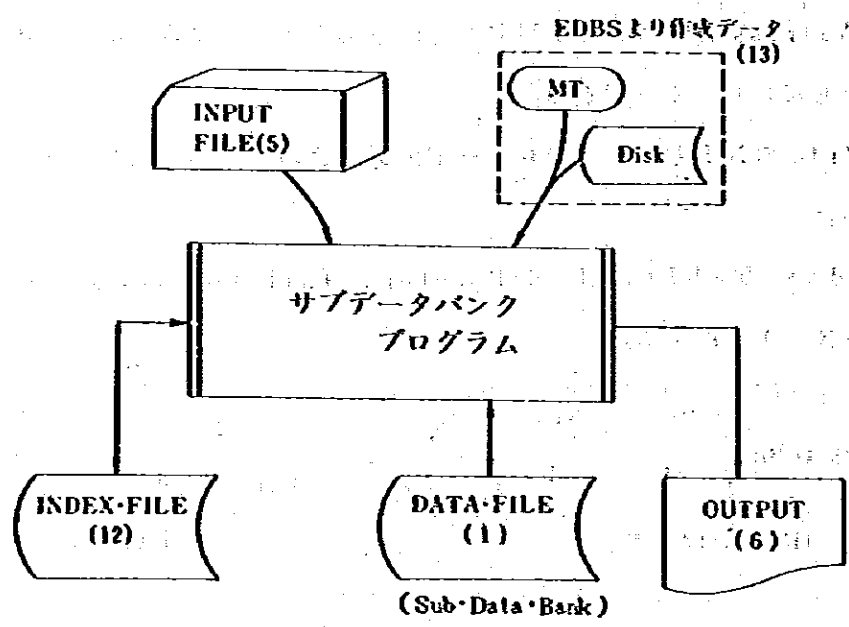 EDBSより作成データ
(13)
MT
INPUT
FILE(5)
Disk
サブデータバンク
プログラム
INDEX・FILE
(12)
DATA・FILE
(1)
OUTPUT
(6)
(Sub・Data・Bank)